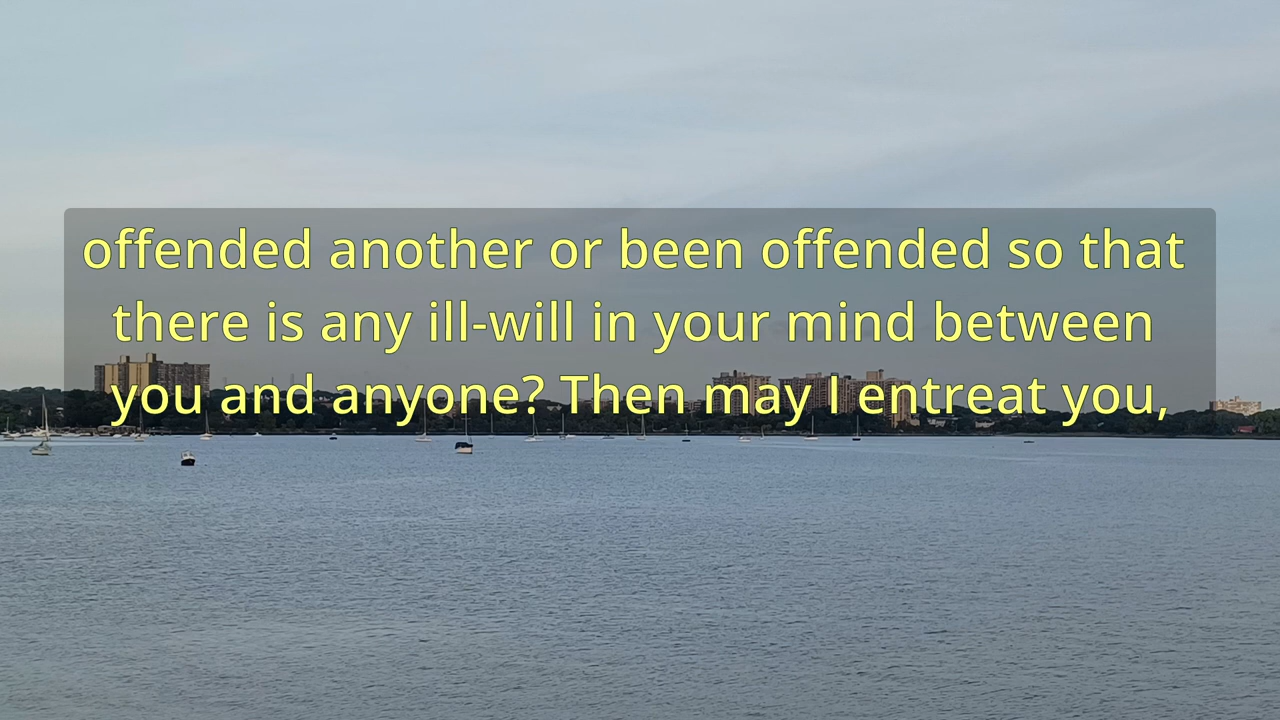 offended another or been offended so that
there is any ill-will in your mind between
you and anyone? Then may I entreat you,